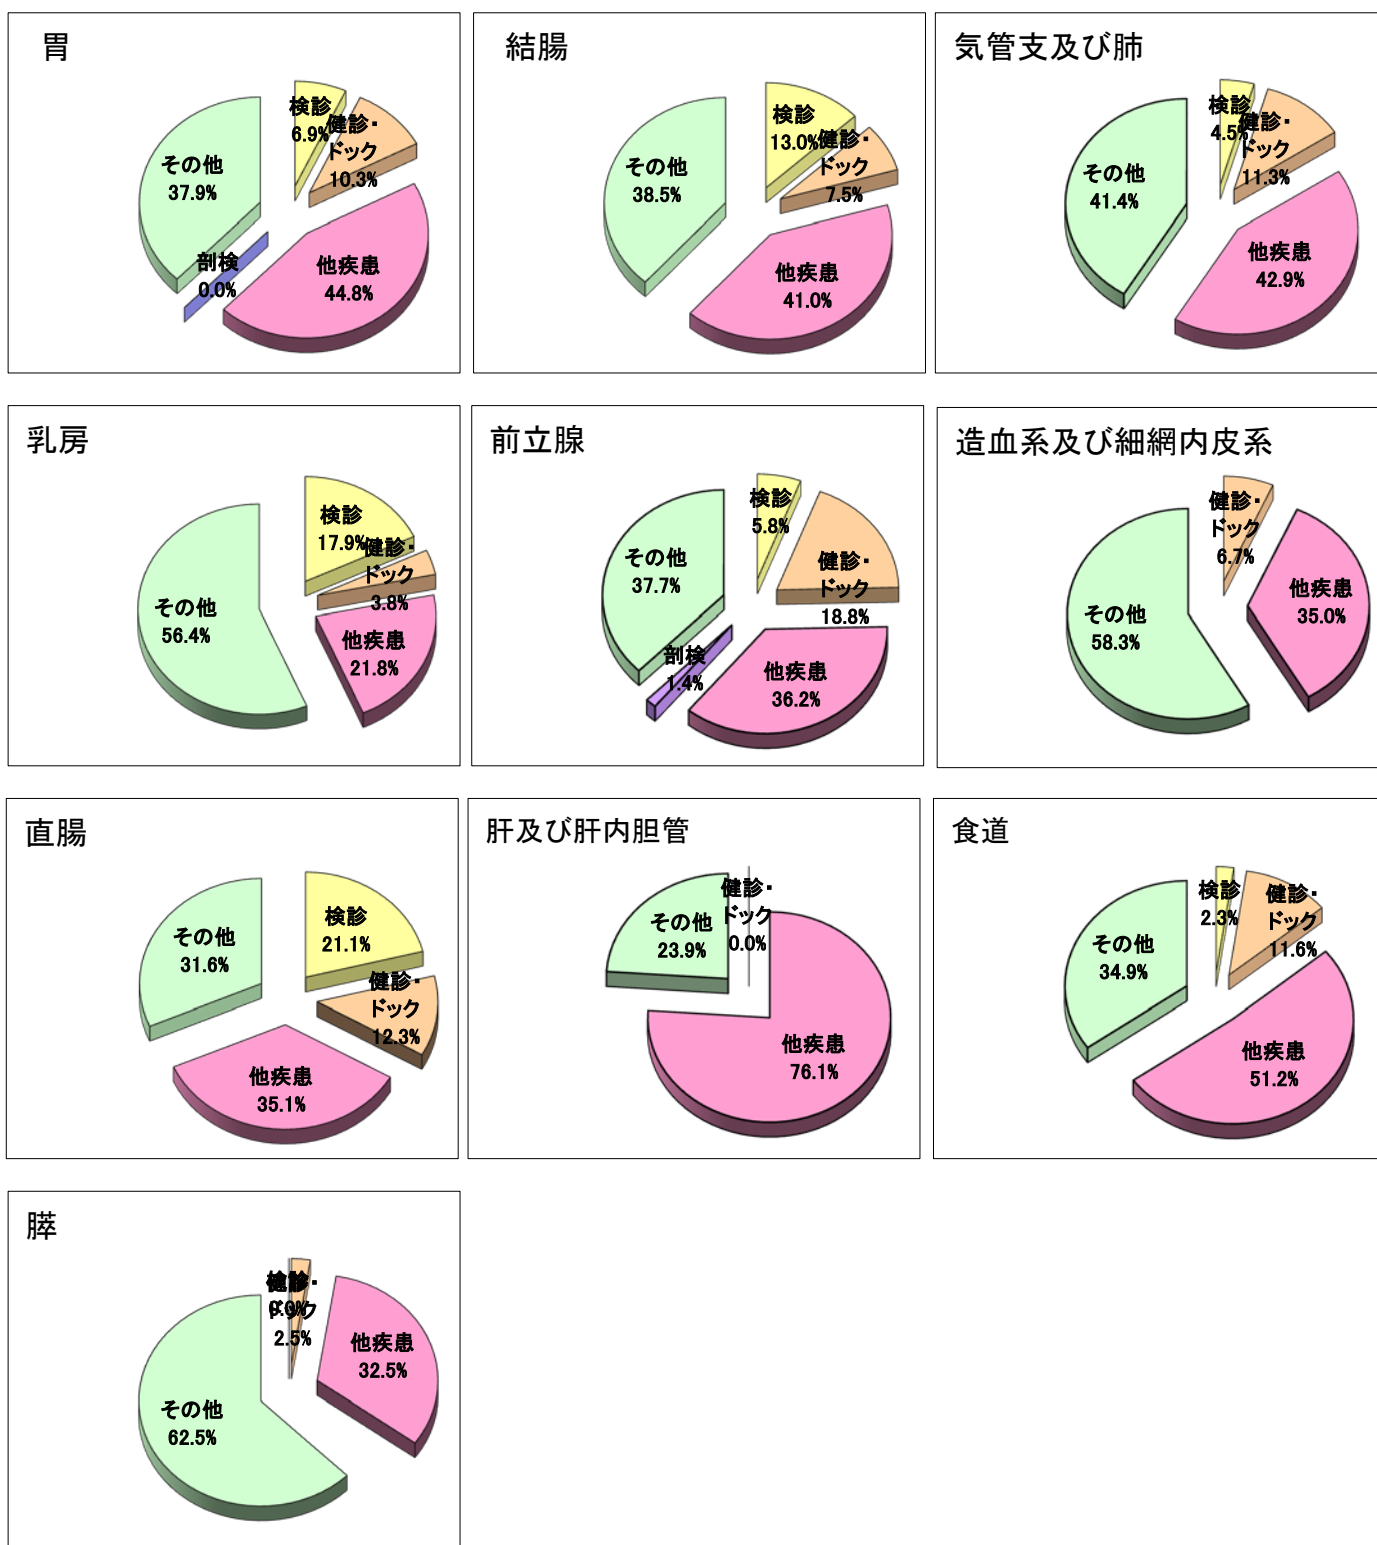 胃
検診
6.9%
健診・
ドック
10.3%
他疾患
44.8%
剖検
0.0%
その他
37.9%
結腸
検診
13.0%
健診・
ドック
7.5%
他疾患
41.0%
その他
38.5%
気管支及び肺
検診
4.5%
健診・
ドック
11.3%
他疾患
42.9%
その他
41.4%
乳房
検診
17.9%
健診・
ドック
3.8%
他疾患
21.8%
その他
56.4%
前立腺
検診
5.8%
健診・
ドック
18.8%
他疾患
36.2%
剖検
1.4%
その他
37.7%
造血系及び細網内皮系
健診・
ドック
6.7%
他疾患
35.0%
その他
58.3%
直腸
検診
21.1%
健診・
ドック
12.3%
他疾患
35.1%
その他
31.6%
肝及び肝内胆管
健診・
ドック
0.0%
他疾患
76.1%
その他
23.9%
食道
検診
2.3%
健診・
ドック
11.6%
他疾患
51.2%
その他
34.9%
膵
検診
0.0%
健診・
ドック
2.5%
他疾患
32.5%
その他
62.5%